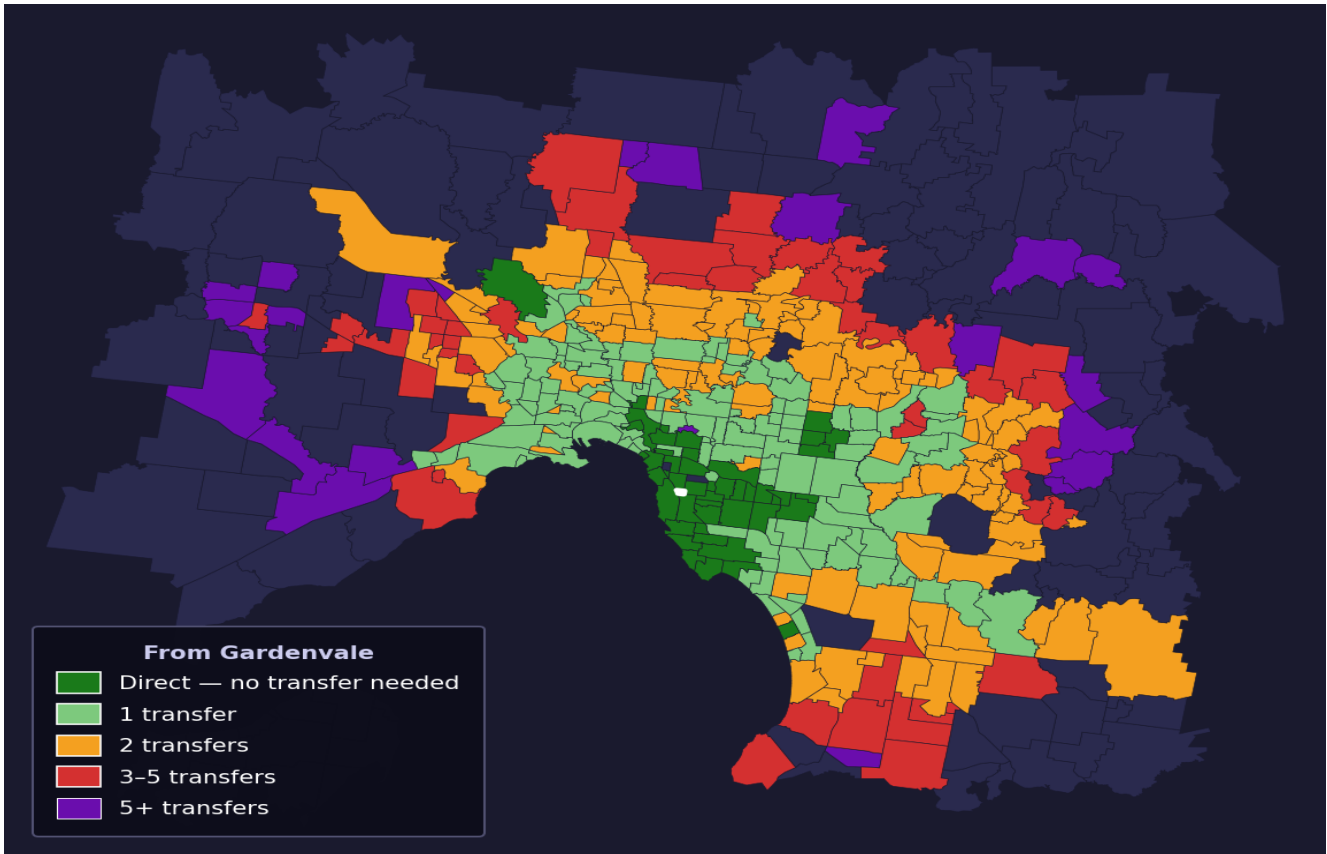 From Gardenvale
Direct — no transfer needed
1 transfer
2 transfers
3–5 transfers
5+ transfers